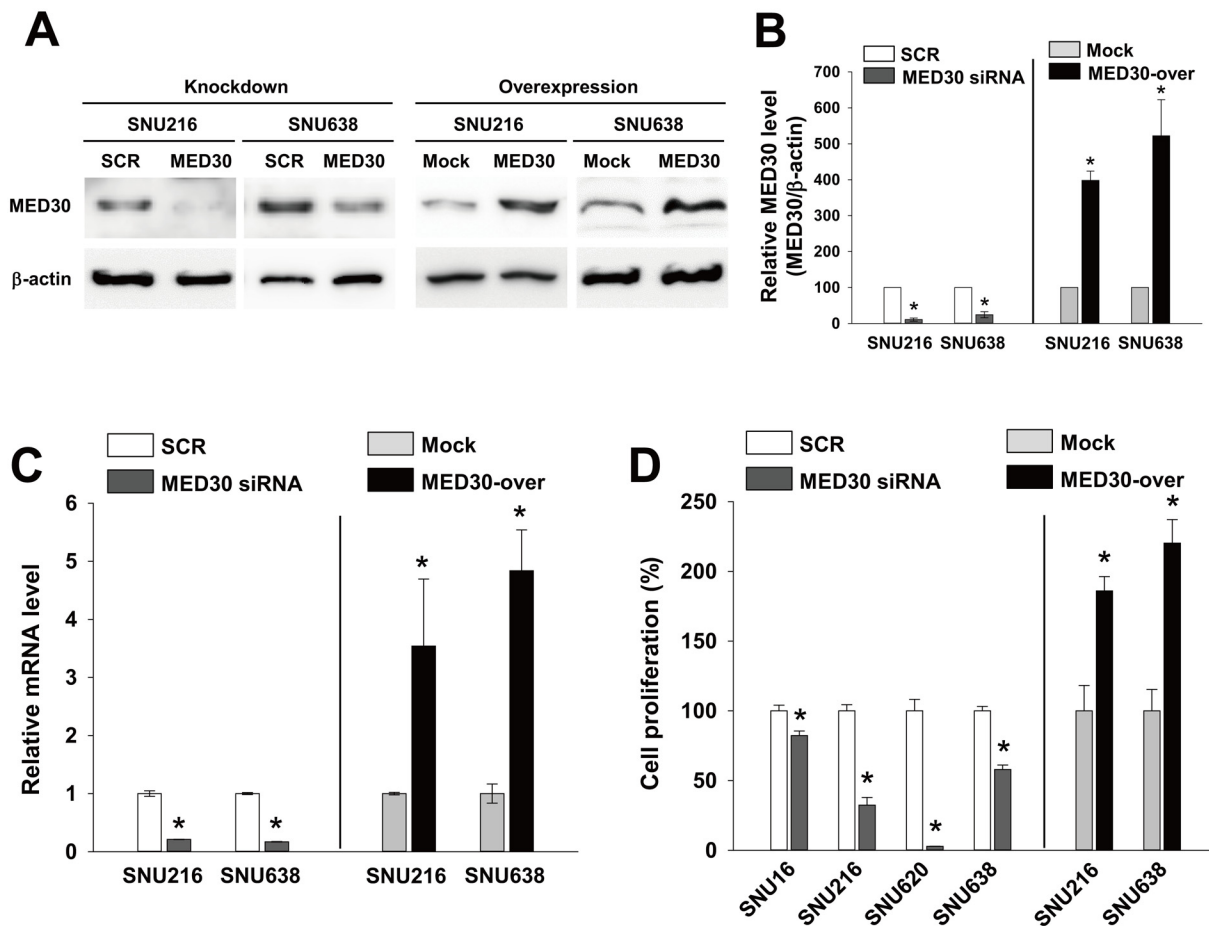 A
Knockdown Overexpression
SNU216 SNU638 SNU216 SNU638
SCR MED30 SCR MED30 Mock MED30 Mock MED30
MED30
β-actin
B
SCR
MED30 siRNA
Mock
MED30-over
Relative MED30 level
(MED30/β-actin)
700
600
500
400
300
200
100
0
* * * *
SNU216 SNU638 SNU216 SNU638
C
SCR
MED30 siRNA
Mock
MED30-over
Relative mRNA level
6
5
4
3
2
1
0
* * * *
SNU216 SNU638 SNU216 SNU638
D
SCR
MED30 siRNA
Mock
MED30-over
Cell proliferation (%)
250
200
150
100
50
0
* * * * * *
SNU16 SNU216 SNU620 SNU638 SNU216 SNU638